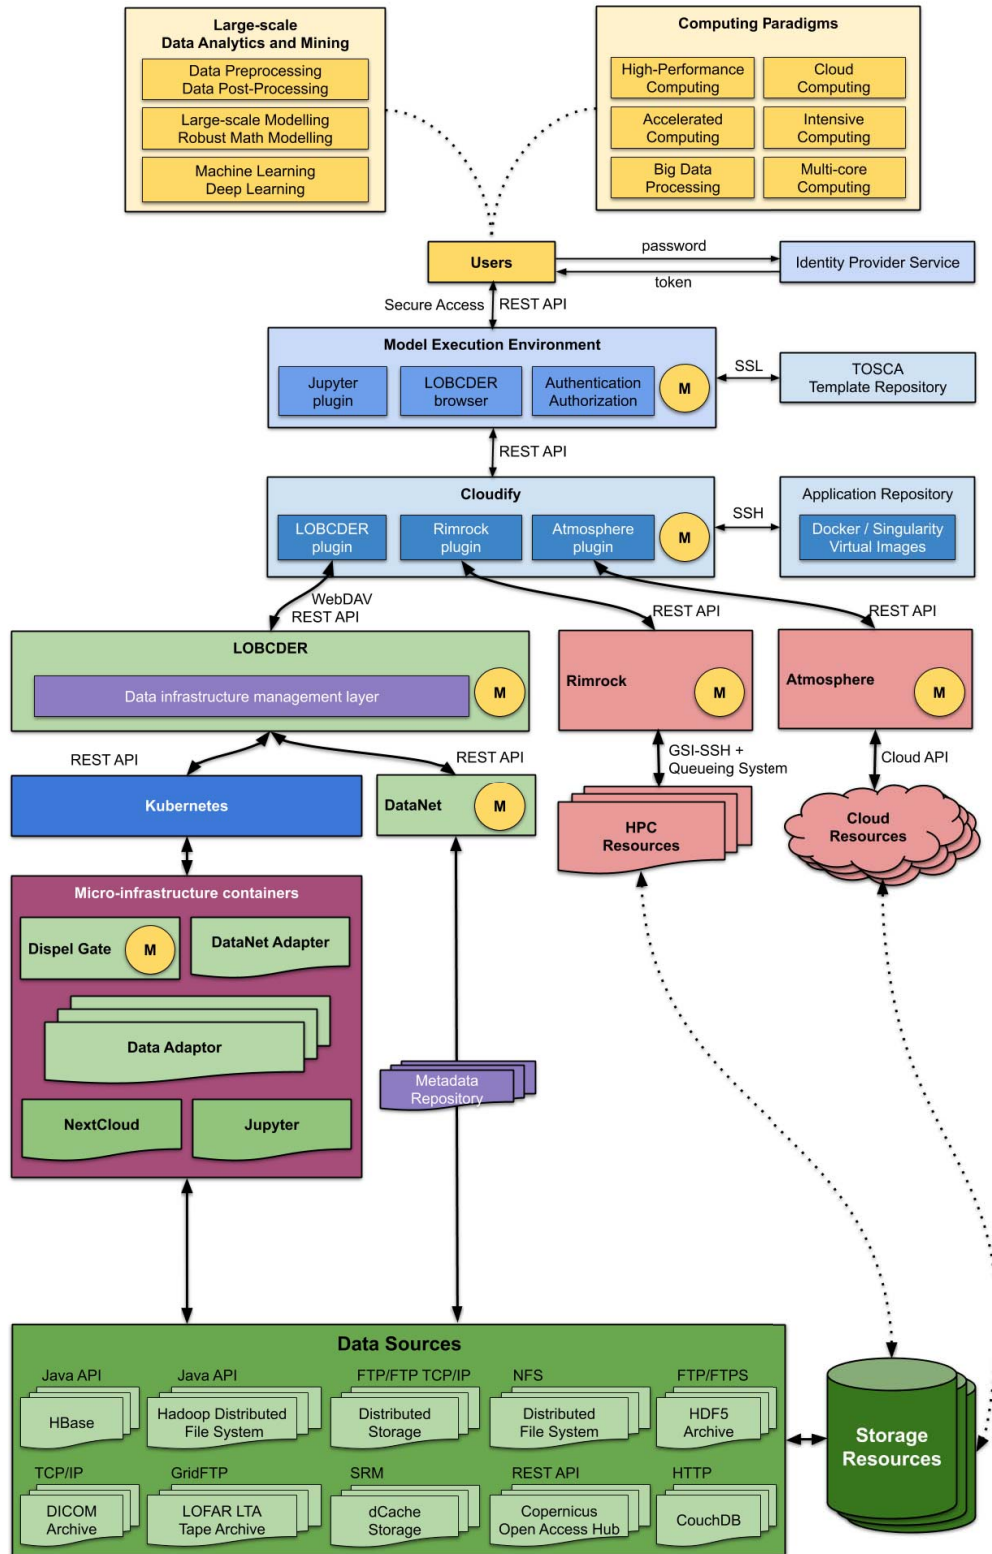 Large-scale
Data Analytics and Mining
Data Preprocessing
Data Post-Processing
Large-scale Modelling
Robust Math Modelling
Machine Learning
Deep Learning
Computing Paradigms
High-Performance
Computing
Cloud
Computing
Accelerated
Computing
Intensive
Computing
Big Data
Processing
Multi-core
Computing
Users
password
token
Identity Provider Service
Secure Access
REST API
Model Execution Environment
Jupyter
plugin
LOBCDER
browser
Authentication
Authorization
M
SSL
TOSCA
Template Repository
REST API
Cloudify
LOBCDER
plugin
Rimrock
plugin
Atmosphere
plugin
M
SSH
Application Repository
Docker / Singularity
Virtual Images
WebDAV
REST API
REST API
REST API
LOBCDER
Data infrastructure management layer
M
Rimrock
M
Atmosphere
M
REST API
REST API
GSI-SSH +
Queueing System
Cloud API
Kubernetes
DataNet
M
HPC
Resources
Cloud
Resources
Micro-infrastructure containers
Dispel Gate
M
DataNet Adapter
Data Adaptor
NextCloud
Jupyter
Metadata
Repository
Data Sources
Java API
HBase
Java API
Hadoop Distributed
File System
FTP/FTP TCP/IP
Distributed
Storage
NFS
Distributed
File System
FTP/FTPS
HDF5
Archive
TCP/IP
DICOM
Archive
GridFTP
LOFAR LTA
Tape Archive
SRM
dCache
Storage
REST API
Copernicus
Open Access Hub
HTTP
CouchDB
Storage
Resources